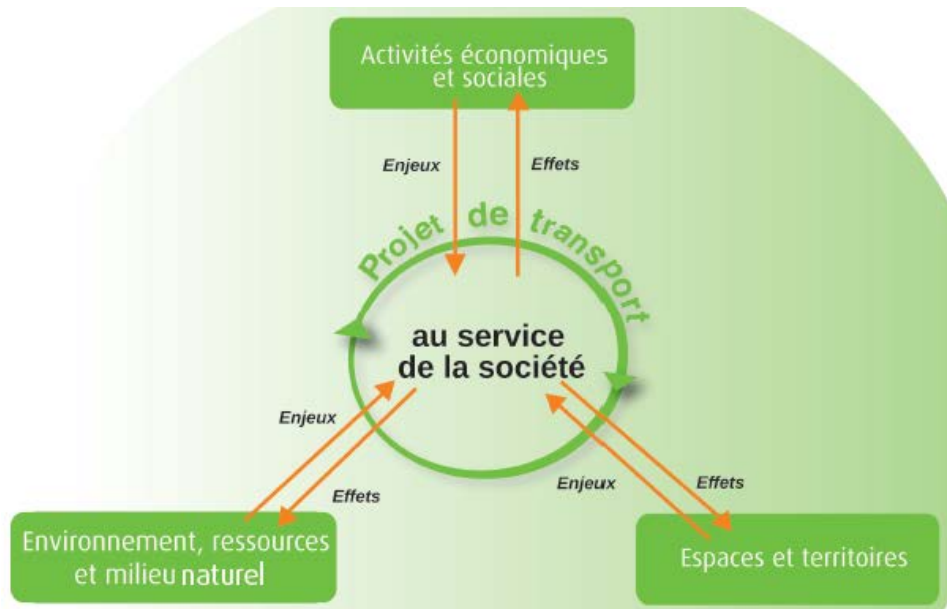 Activités économiques
et sociales
Enjeux
Effets
Projet de transport
au service
de la société
Enjeux
Effets
Enjeux
Effets
Environnement, ressources
et milieu naturel
Espaces et territoires